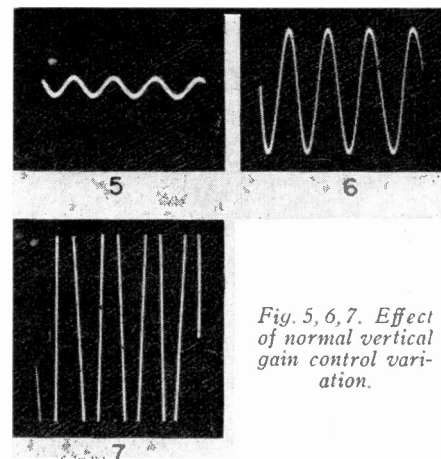 5
6
7
Fig. 5, 6, 7. Effect
of normal vertical
gain control vari-
ation.